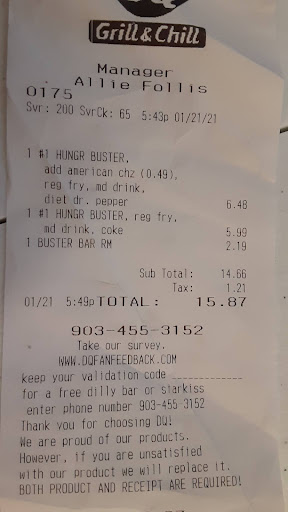 Grill & Chill
Manager
Allie Follis
0175
Svr: 200 SvrCk: 65 5:43p 01/21/21
1 #1 HUNGR BUSTER,
add american chz (0.49),
reg fry, md drink,
diet dr. pepper 6.48
1 #1 HUNGR BUSTER, reg fry,
md drink, coke 5.99
1 BUSTER BAR RM 2.19
Sub Total: 14.66
Tax: 1.21
01/21 5:49p TOTAL: 15.87
903-455-3152
Take our survey.
WWW.DQFANFEEDBACK.COM
keep your validation code
for a free dilly bar or starkiss
enter phone number 903-455-3152
Thank you for choosing DQ!
We are proud of our products.
However, if you are unsatisfied
with our product we will replace it.
BOTH PRODUCT AND RECEIPT ARE REQUIRED!